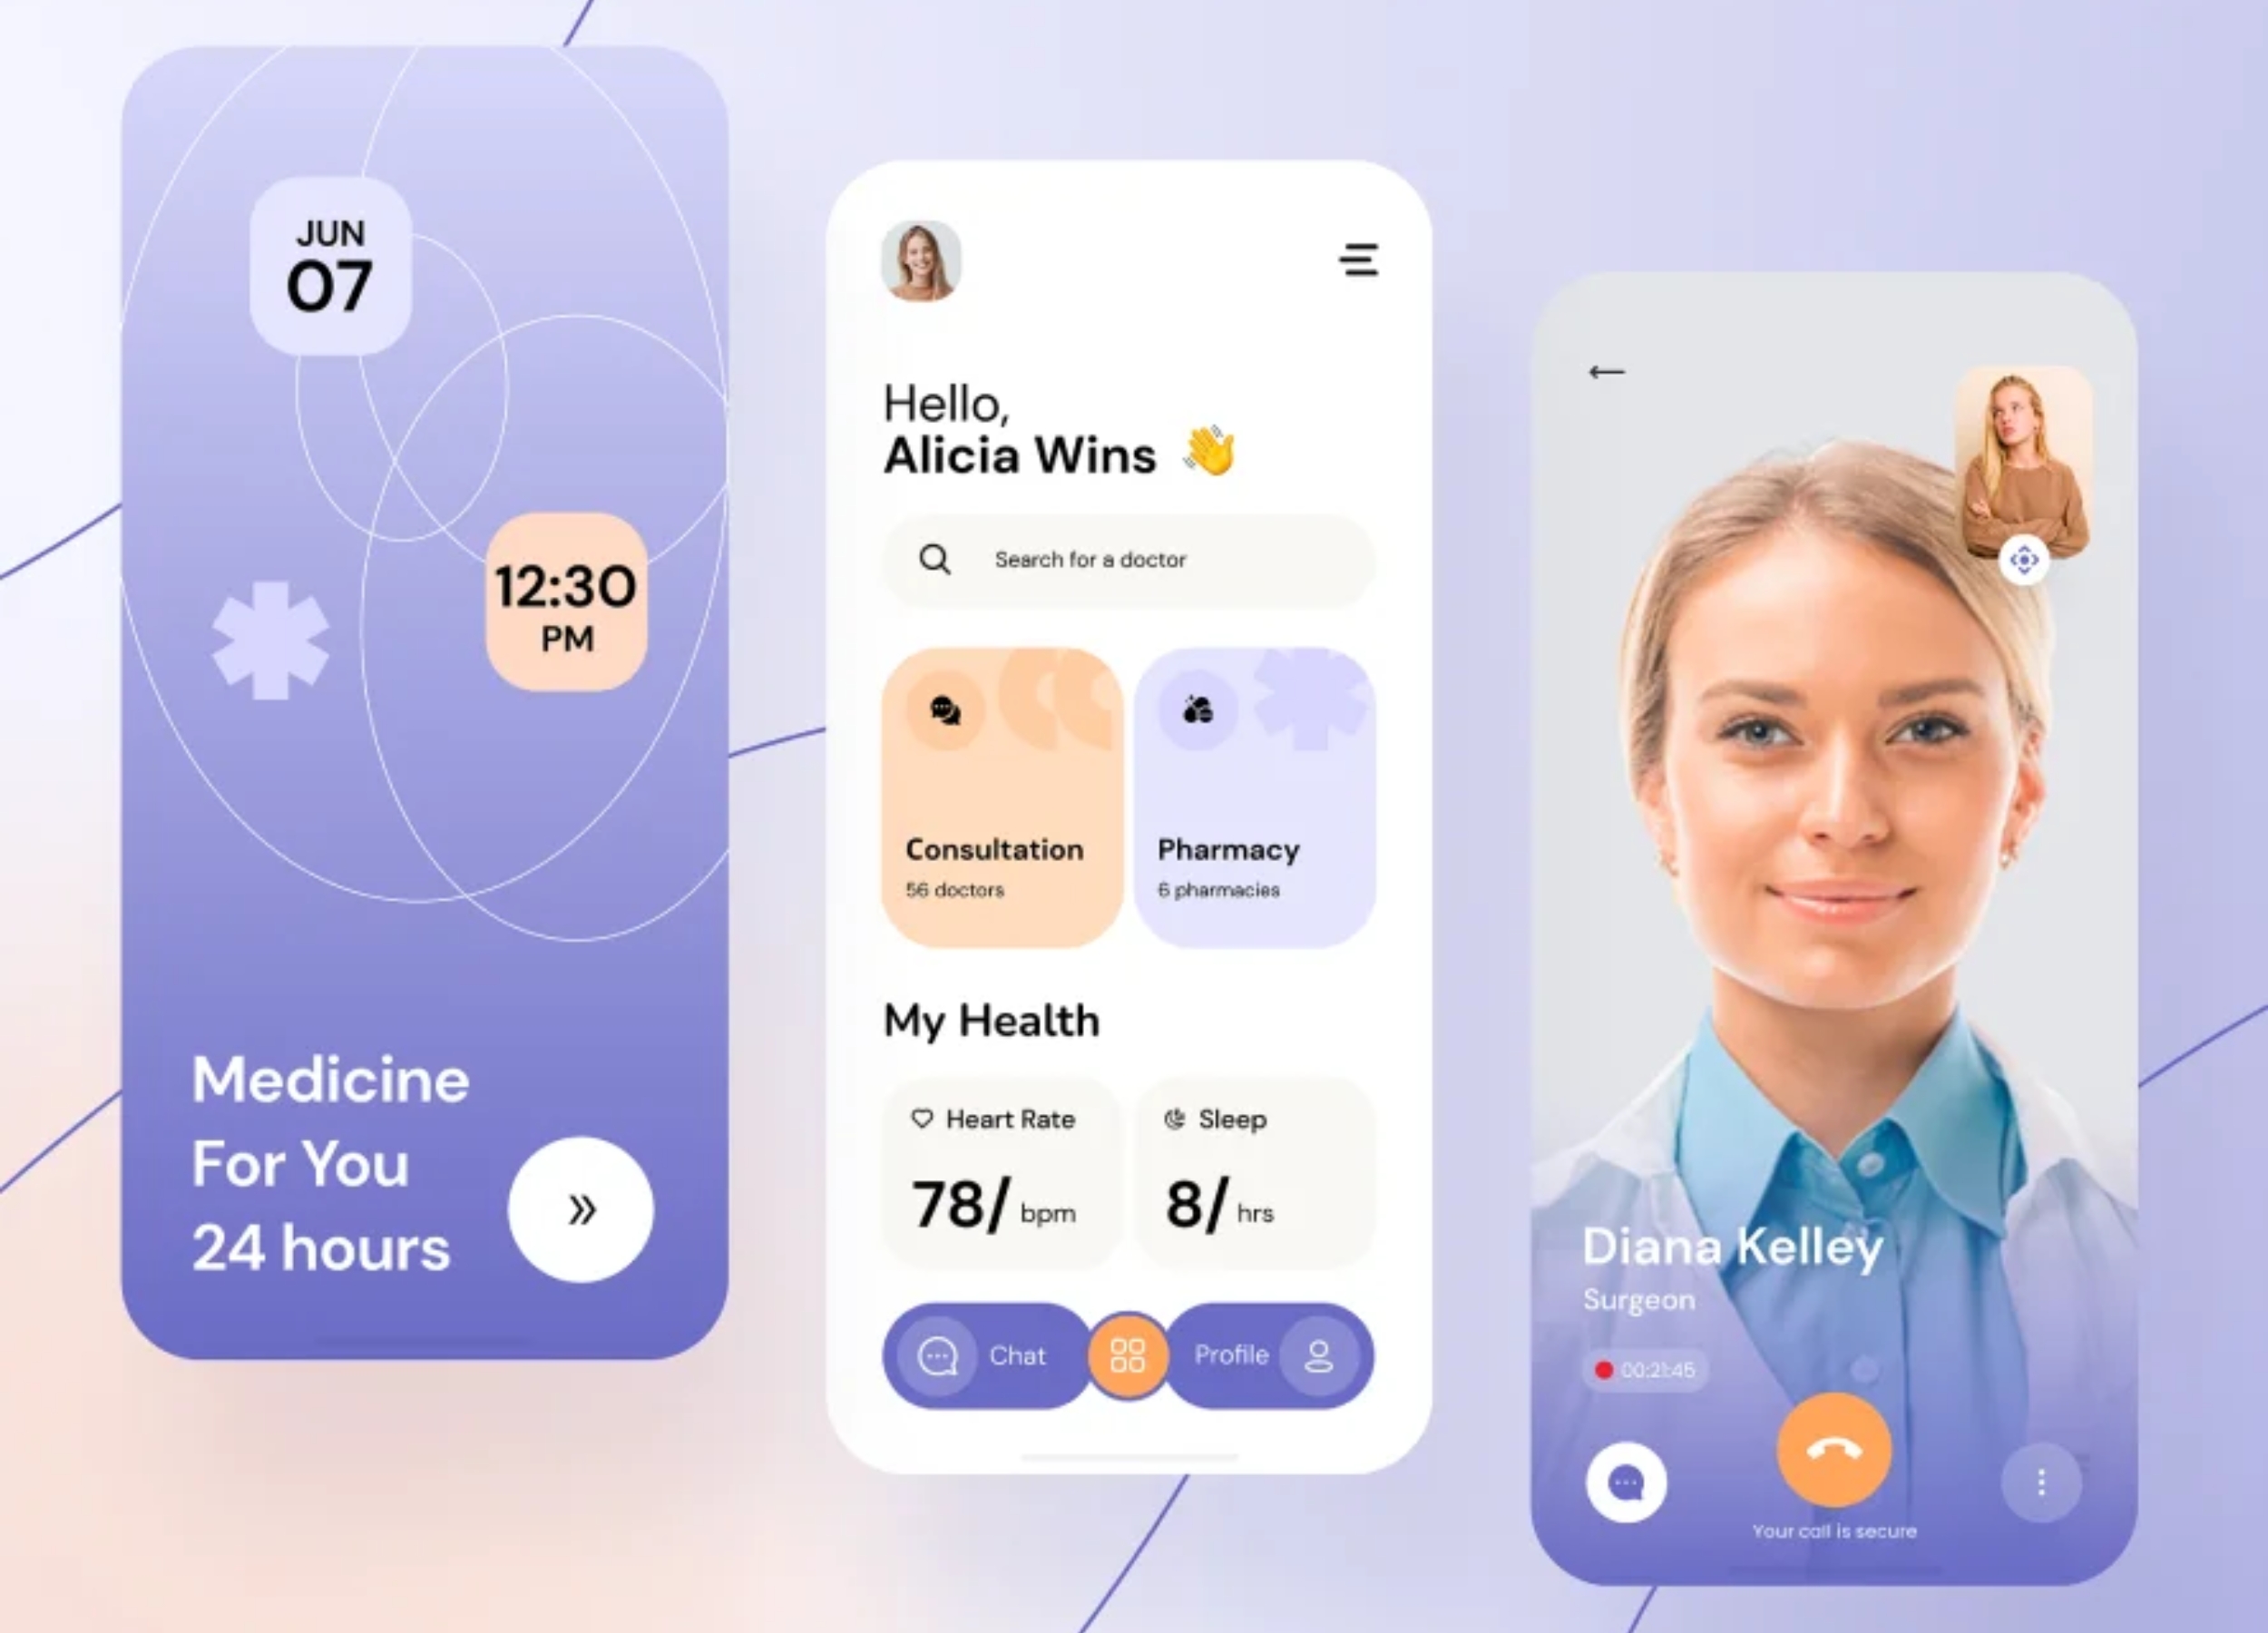 JUN
07
12:30
PM
Medicine
For You
24 hours
Hello,
Alicia Wins 👋
Search for a doctor
Consultation
56 doctors
Pharmacy
6 pharmacies
My Health
Heart Rate
78/ bpm
Sleep
8/ hrs
Chat
Profile
Diana Kelley
Surgeon
00:21:45
Your call is secure